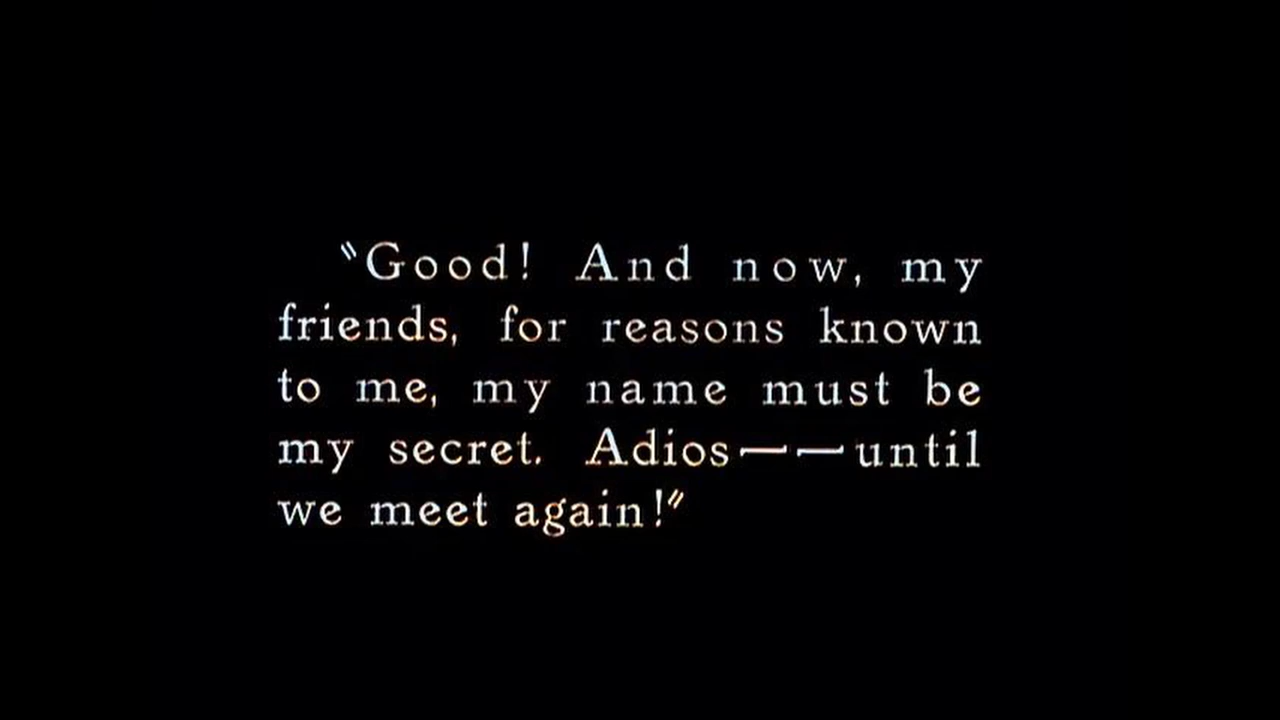 "Good! And now, my
friends, for reasons known
to me, my name must be
my secret. Adios——until
we meet again!"